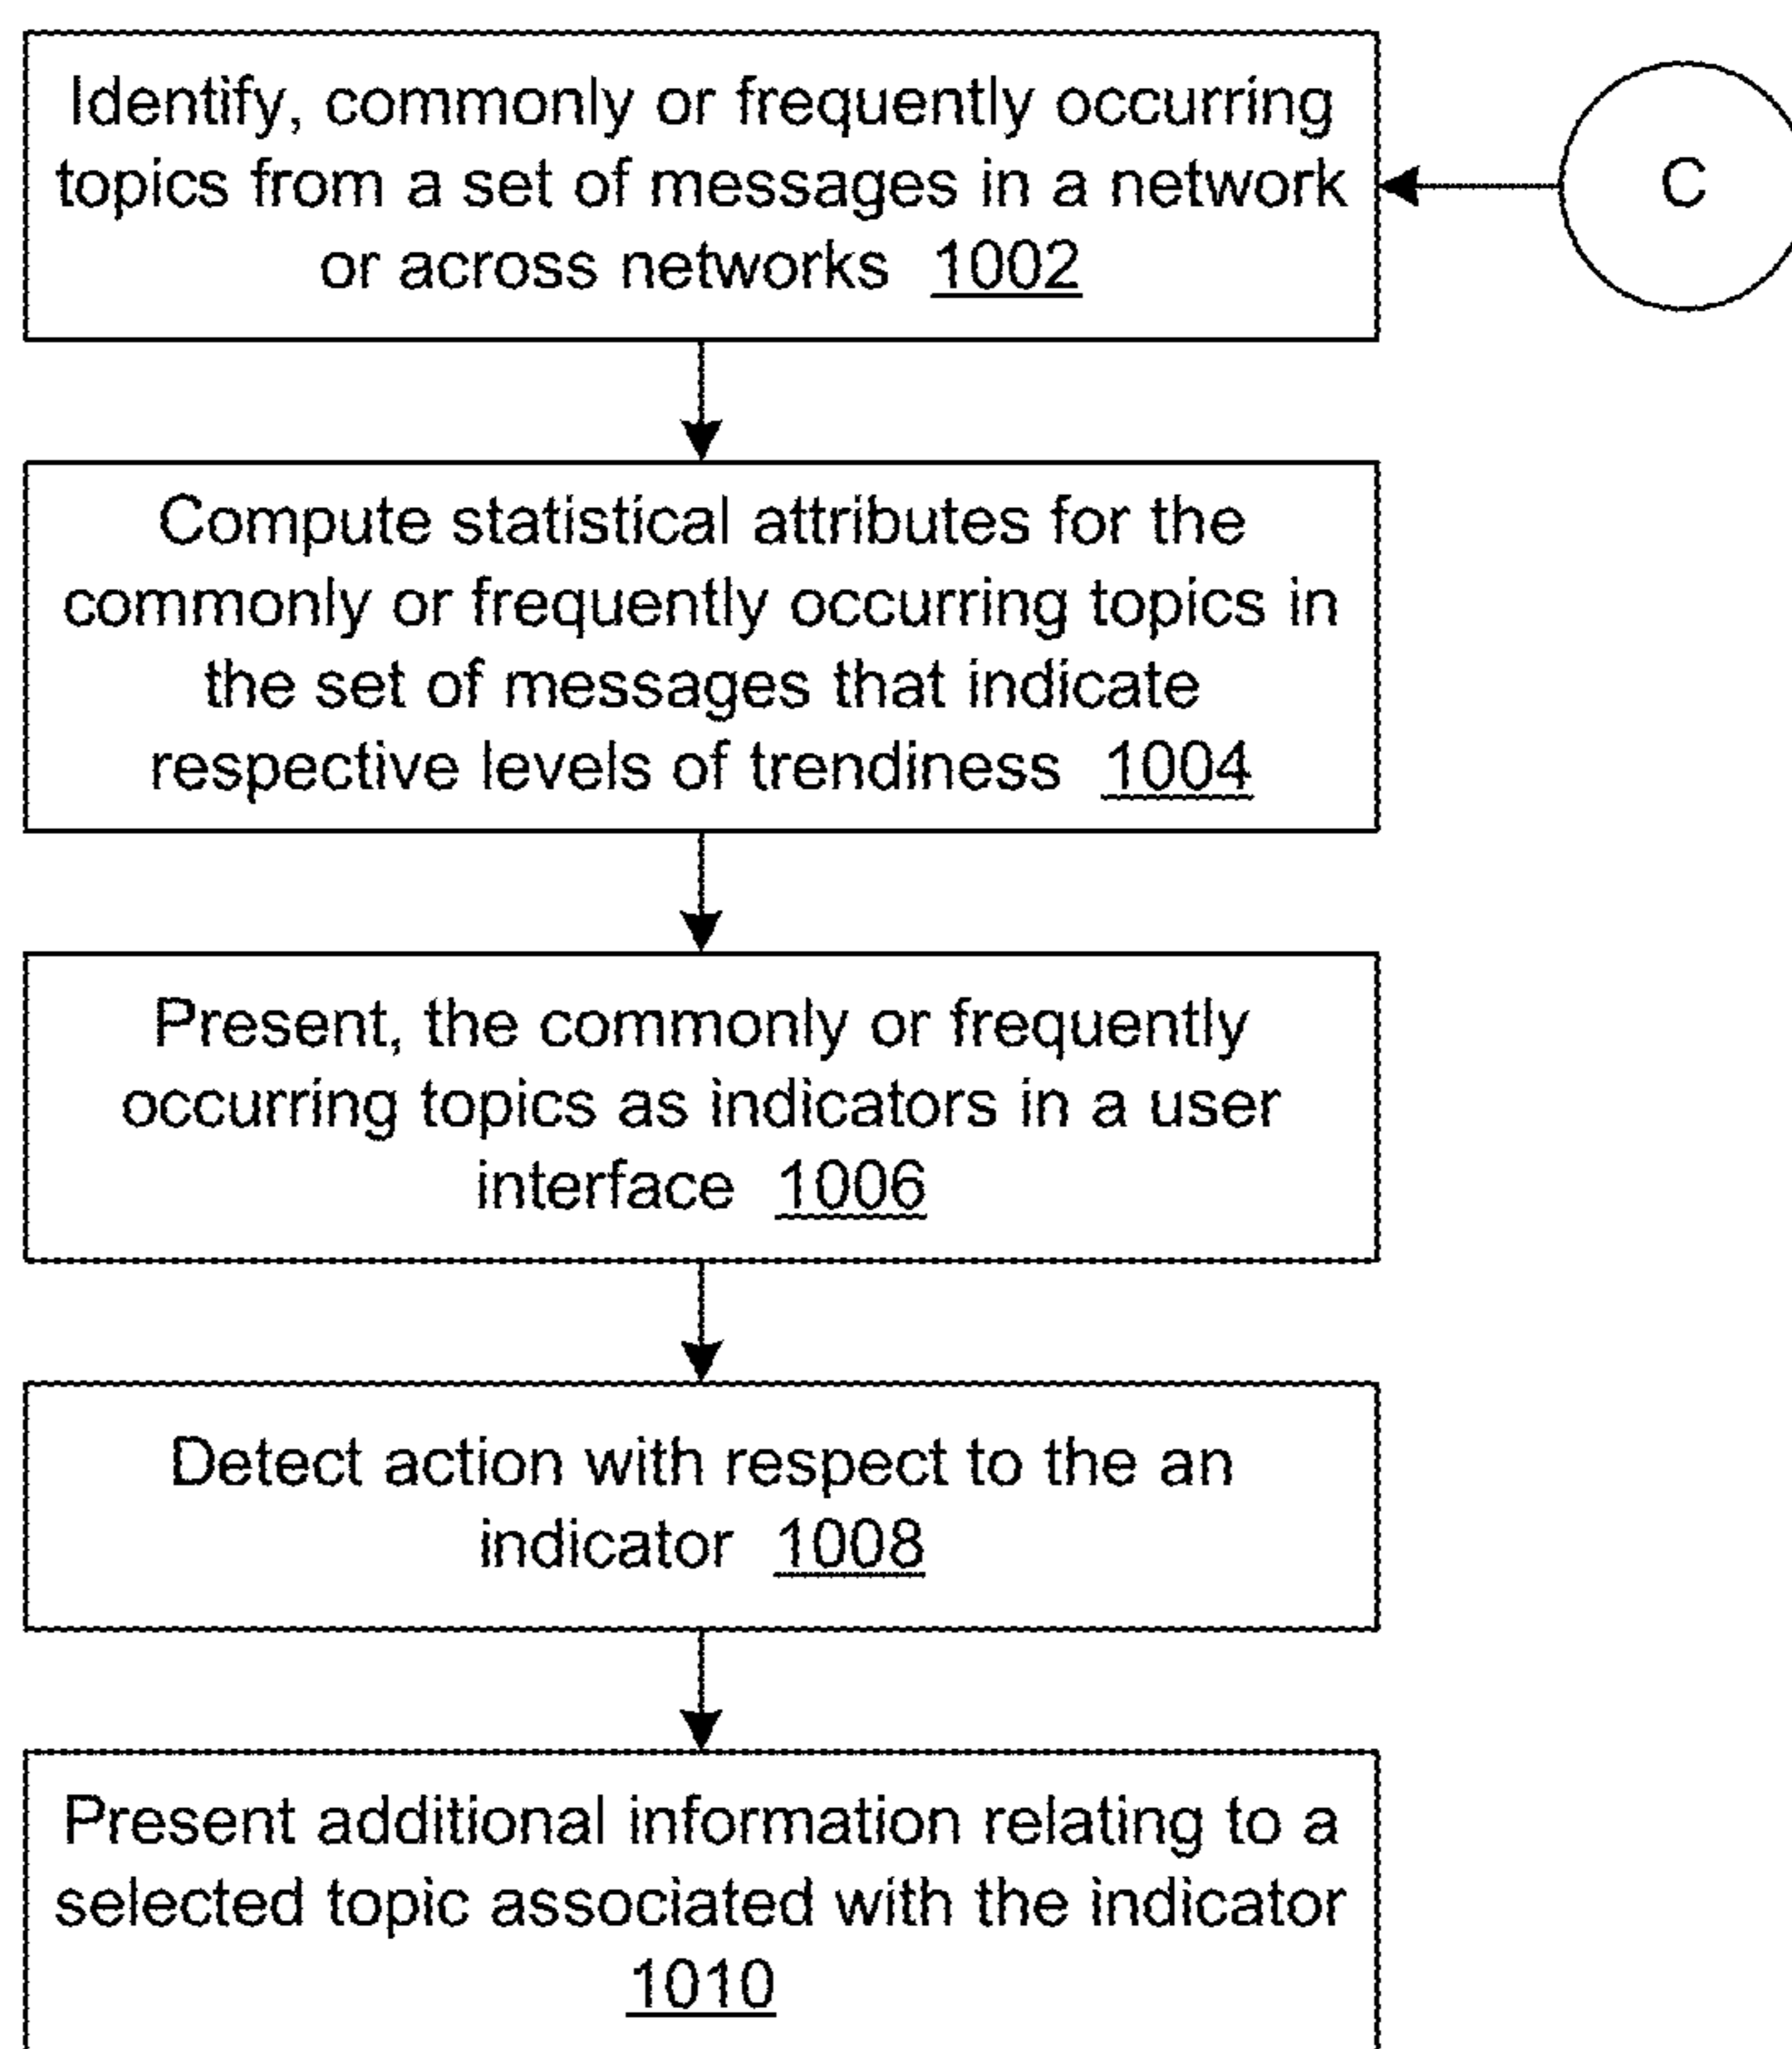 Identify, commonly or frequently occurring
topics from a set of messages in a network
or across networks 1002
C
Compute statistical attributes for the
commonly or frequently occurring topics in
the set of messages that indicate
respective levels of trendiness 1004
Present, the commonly or frequently
occurring topics as indicators in a user
interface 1006
Detect action with respect to the an
indicator 1008
Present additional information relating to a
selected topic associated with the indicator
1010